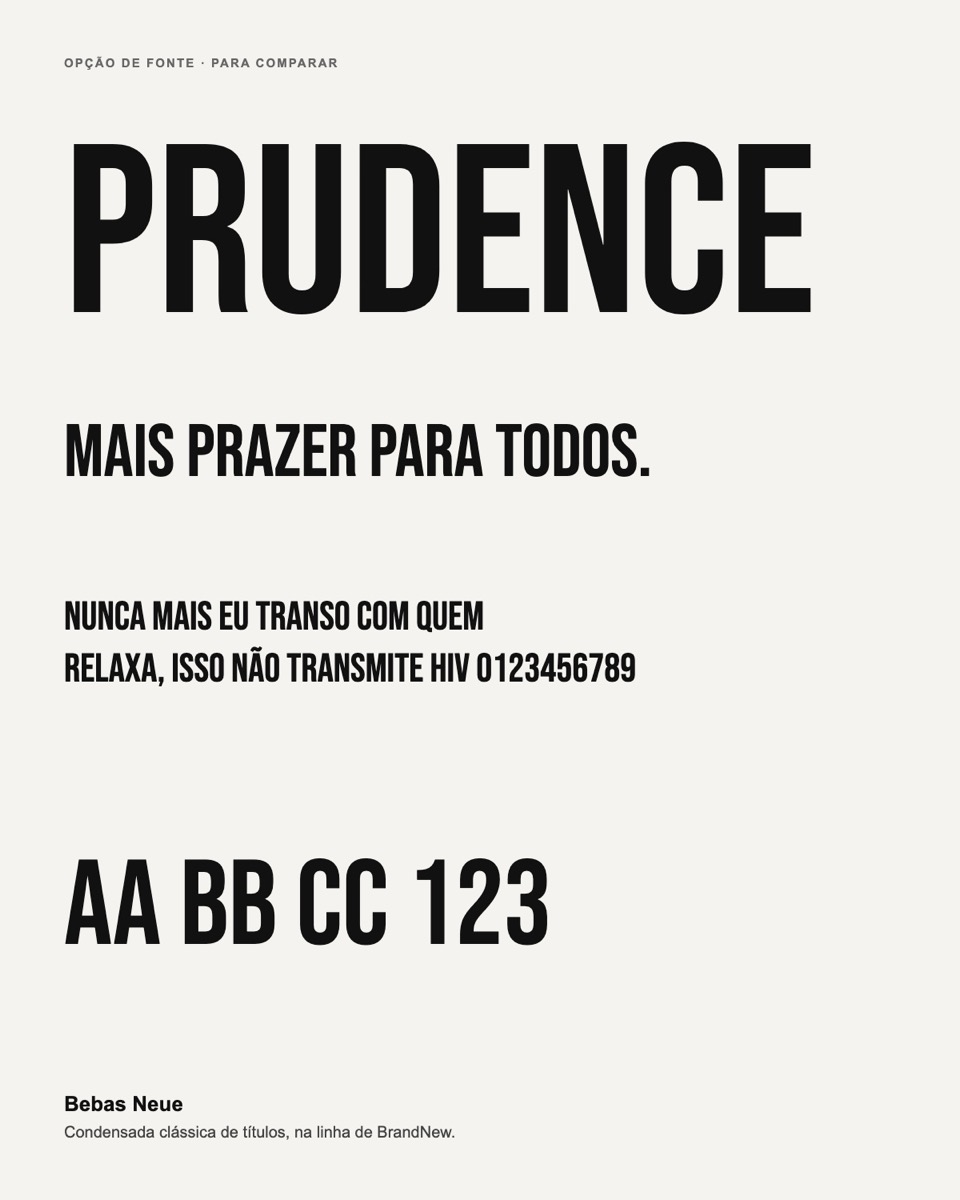 OPÇÃO DE FONTE · PARA COMPARAR
PRUDENCE
MAIS PRAZER PARA TODOS.
NUNCA MAIS EU TRANSO COM QUEM
RELAXA, ISSO NÃO TRANSMITE HIV 0123456789
AA BB CC 123
Bebas Neue
Condensada clássica de títulos, na linha de BrandNew.